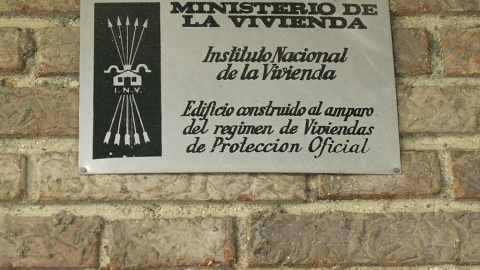 MINISTERIO DE
LA VIVIENDA
Instituto Nacional
de la Vivienda
I.N.V.
Edificio construido al amparo
del regimen de Viviendas
de Proteccion Oficial